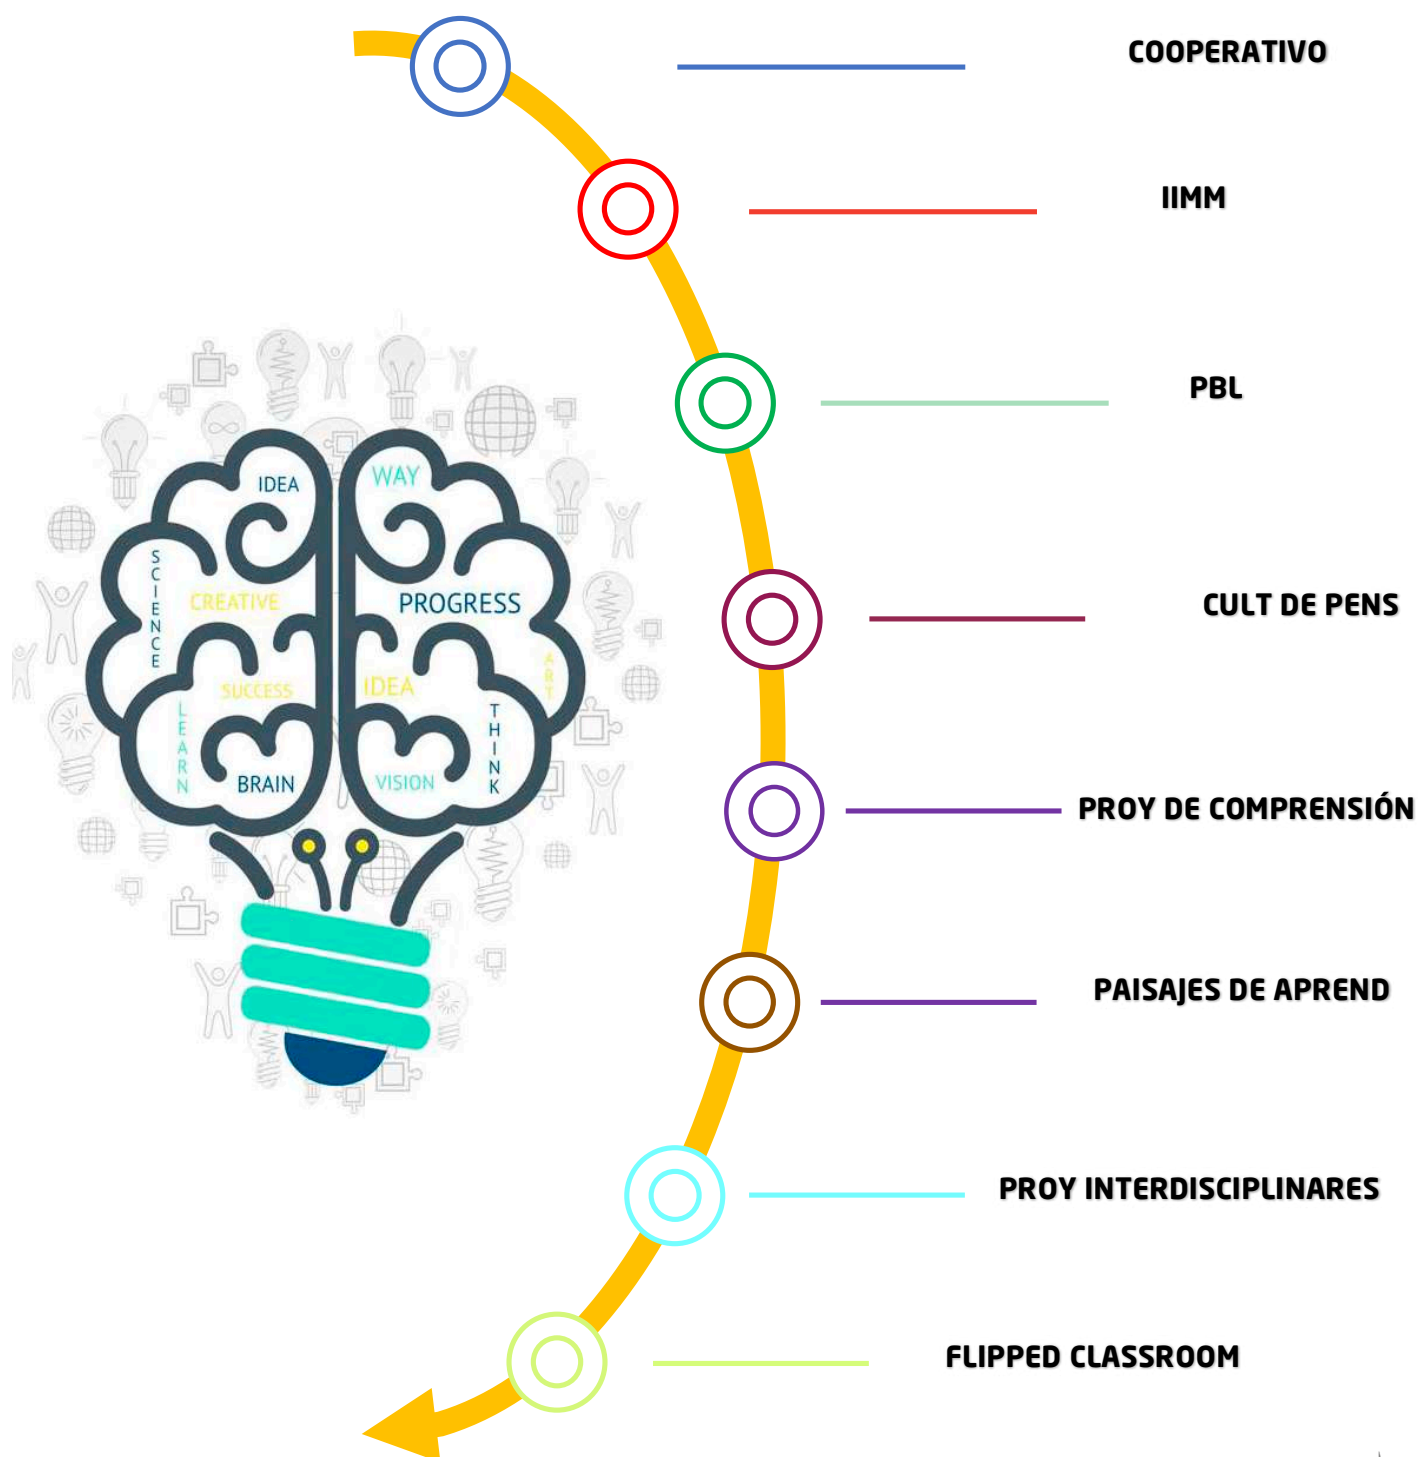 COOPERATIVO
IIMM
PBL
CULT DE PENS
PROY DE COMPRENSIÓN
PAISAJES DE APREND
PROY INTERDISCIPLINARES
FLIPPED CLASSROOM
IDEA
WAY
SCIENCE
CREATIVE
PROGRESS
SUCCESS
IDEA
ART
LEARN
THINK
BRAIN
VISION